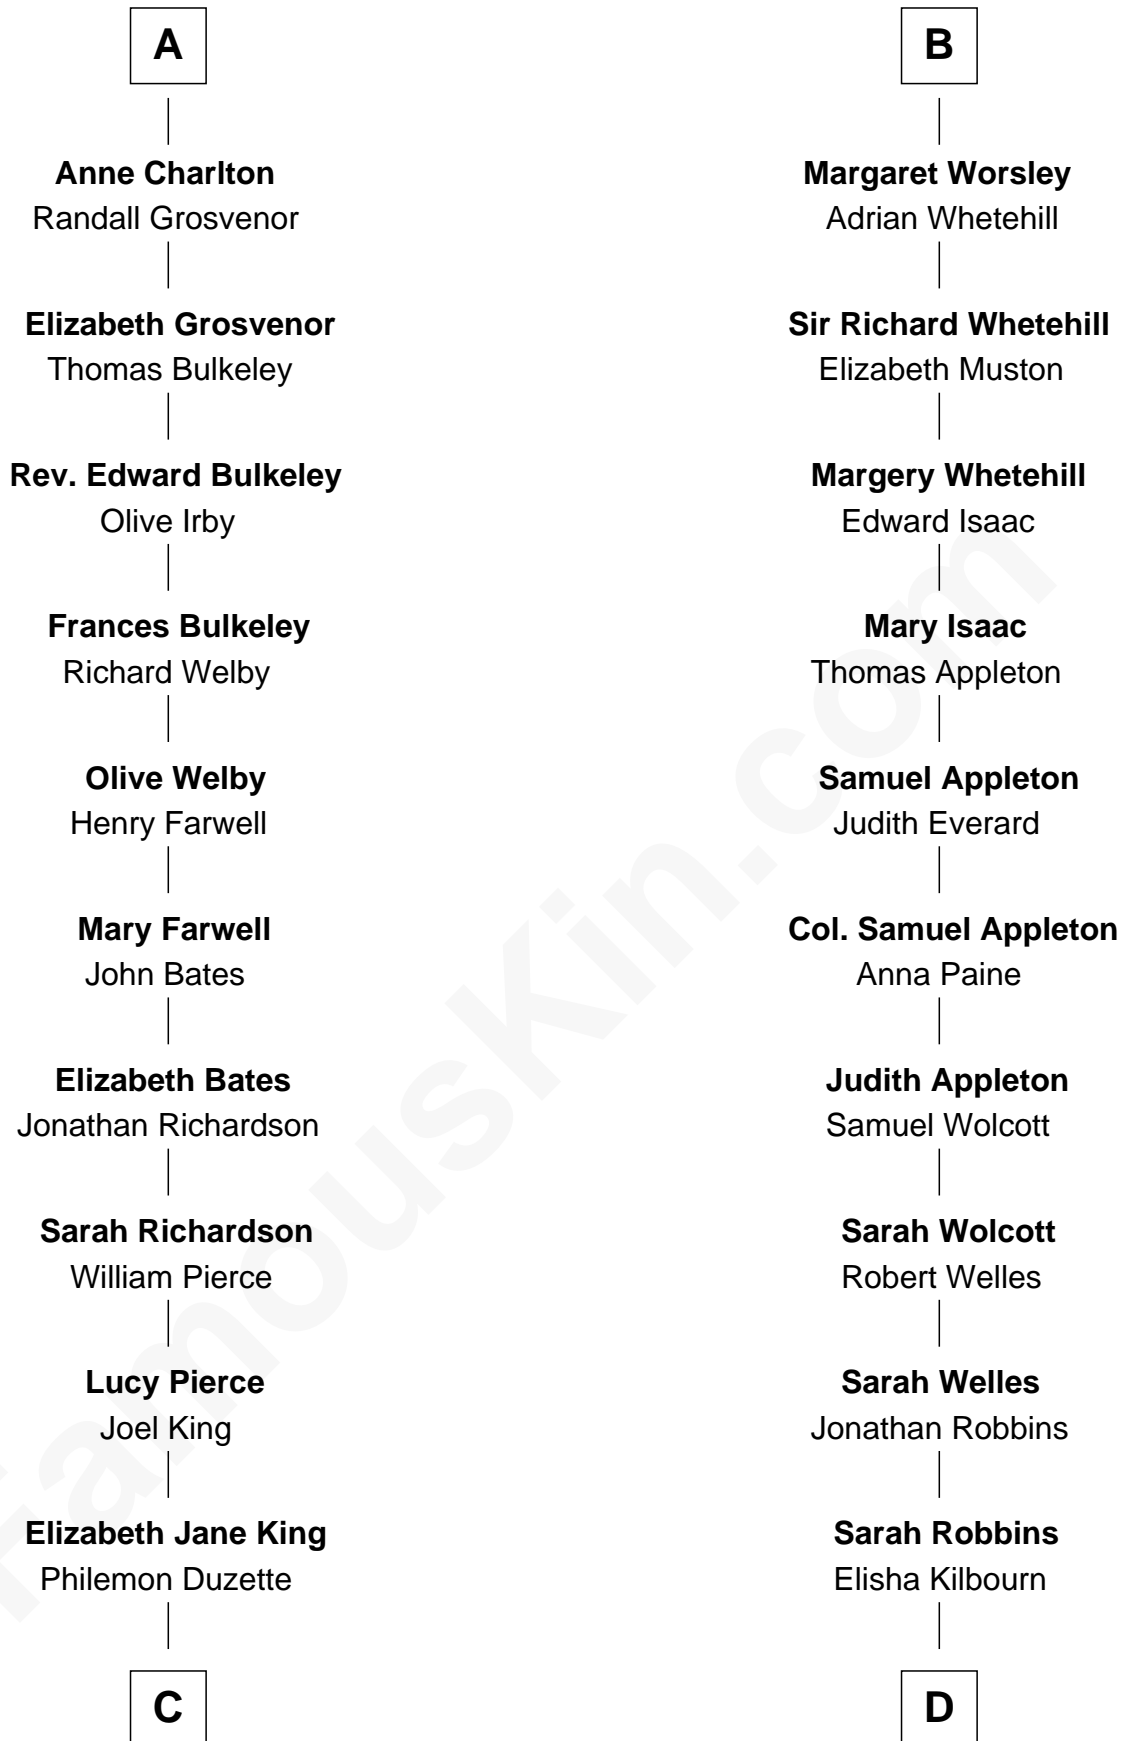 A
Anne Charlton
Randall Grosvenor
Elizabeth Grosvenor
Thomas Bulkeley
Rev. Edward Bulkeley
Olive Irby
Frances Bulkeley
Richard Welby
Olive Welby
Henry Farwell
Mary Farwell
John Bates
Elizabeth Bates
Jonathan Richardson
Sarah Richardson
William Pierce
Lucy Pierce
Joel King
Elizabeth Jane King
Philemon Duzette
C
B
Margaret Worsley
Adrian Whetehill
Sir Richard Whetehill
Elizabeth Muston
Margery Whetehill
Edward Isaac
Mary Isaac
Thomas Appleton
Samuel Appleton
Judith Everard
Col. Samuel Appleton
Anna Paine
Judith Appleton
Samuel Wolcott
Sarah Wolcott
Robert Welles
Sarah Welles
Jonathan Robbins
Sarah Robbins
Elisha Kilbourn
D
FamousKin.com